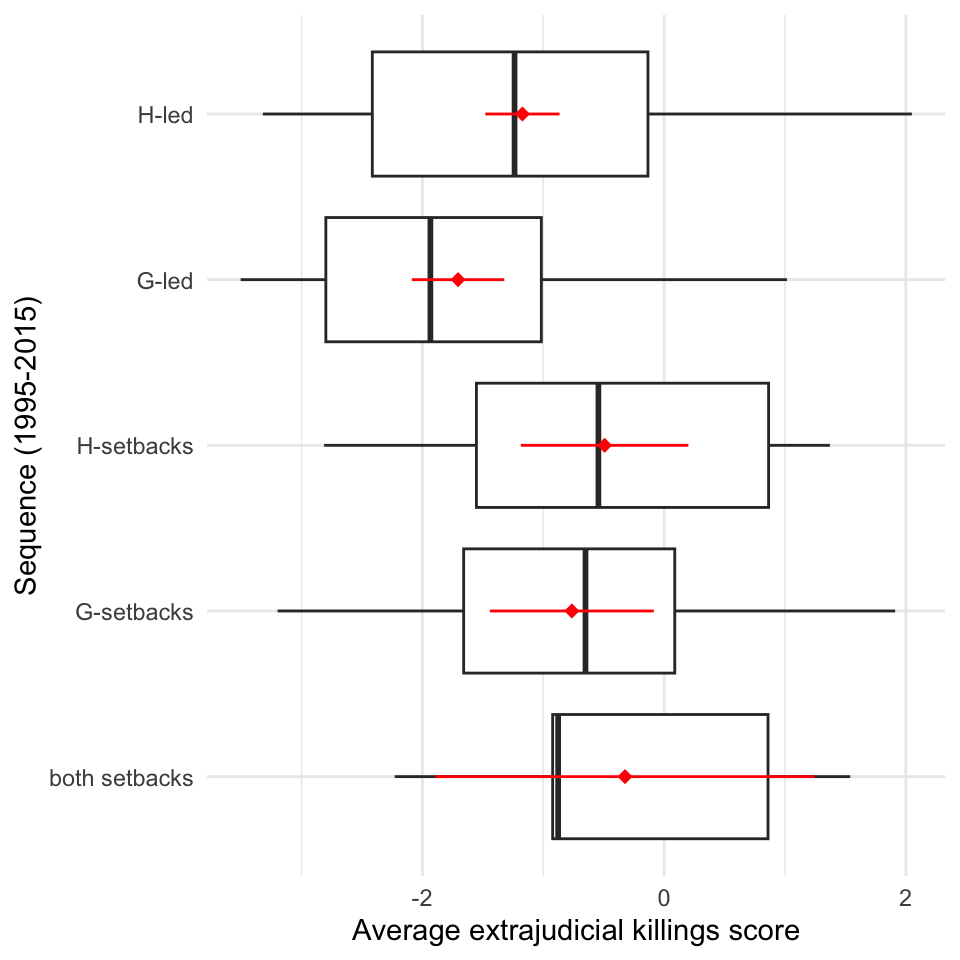 Sequence (1995-2015)
H-led
G-led
H-setbacks
G-setbacks
both setbacks
-2 0 2
Average extrajudicial killings score